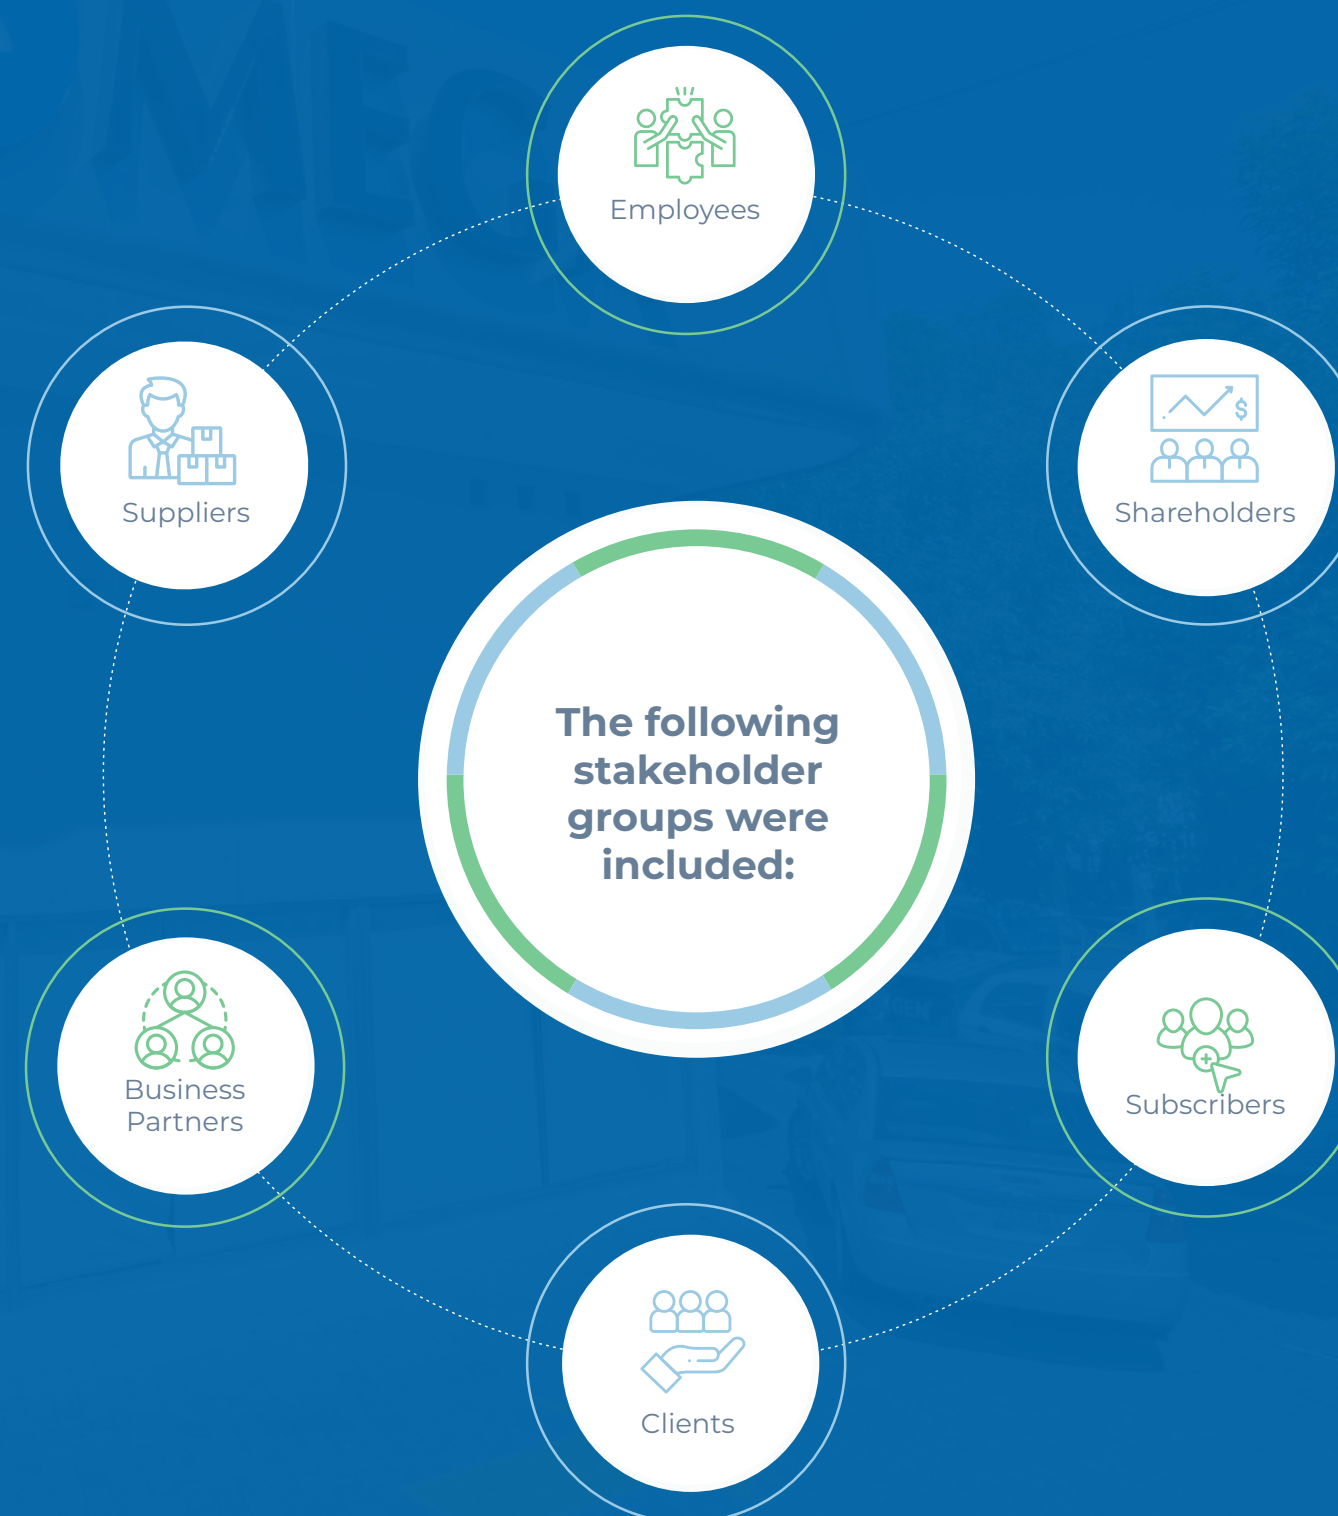 Employees
Suppliers
Shareholders
The following
stakeholder
groups were
included:
Business
Partners
Subscribers
Clients